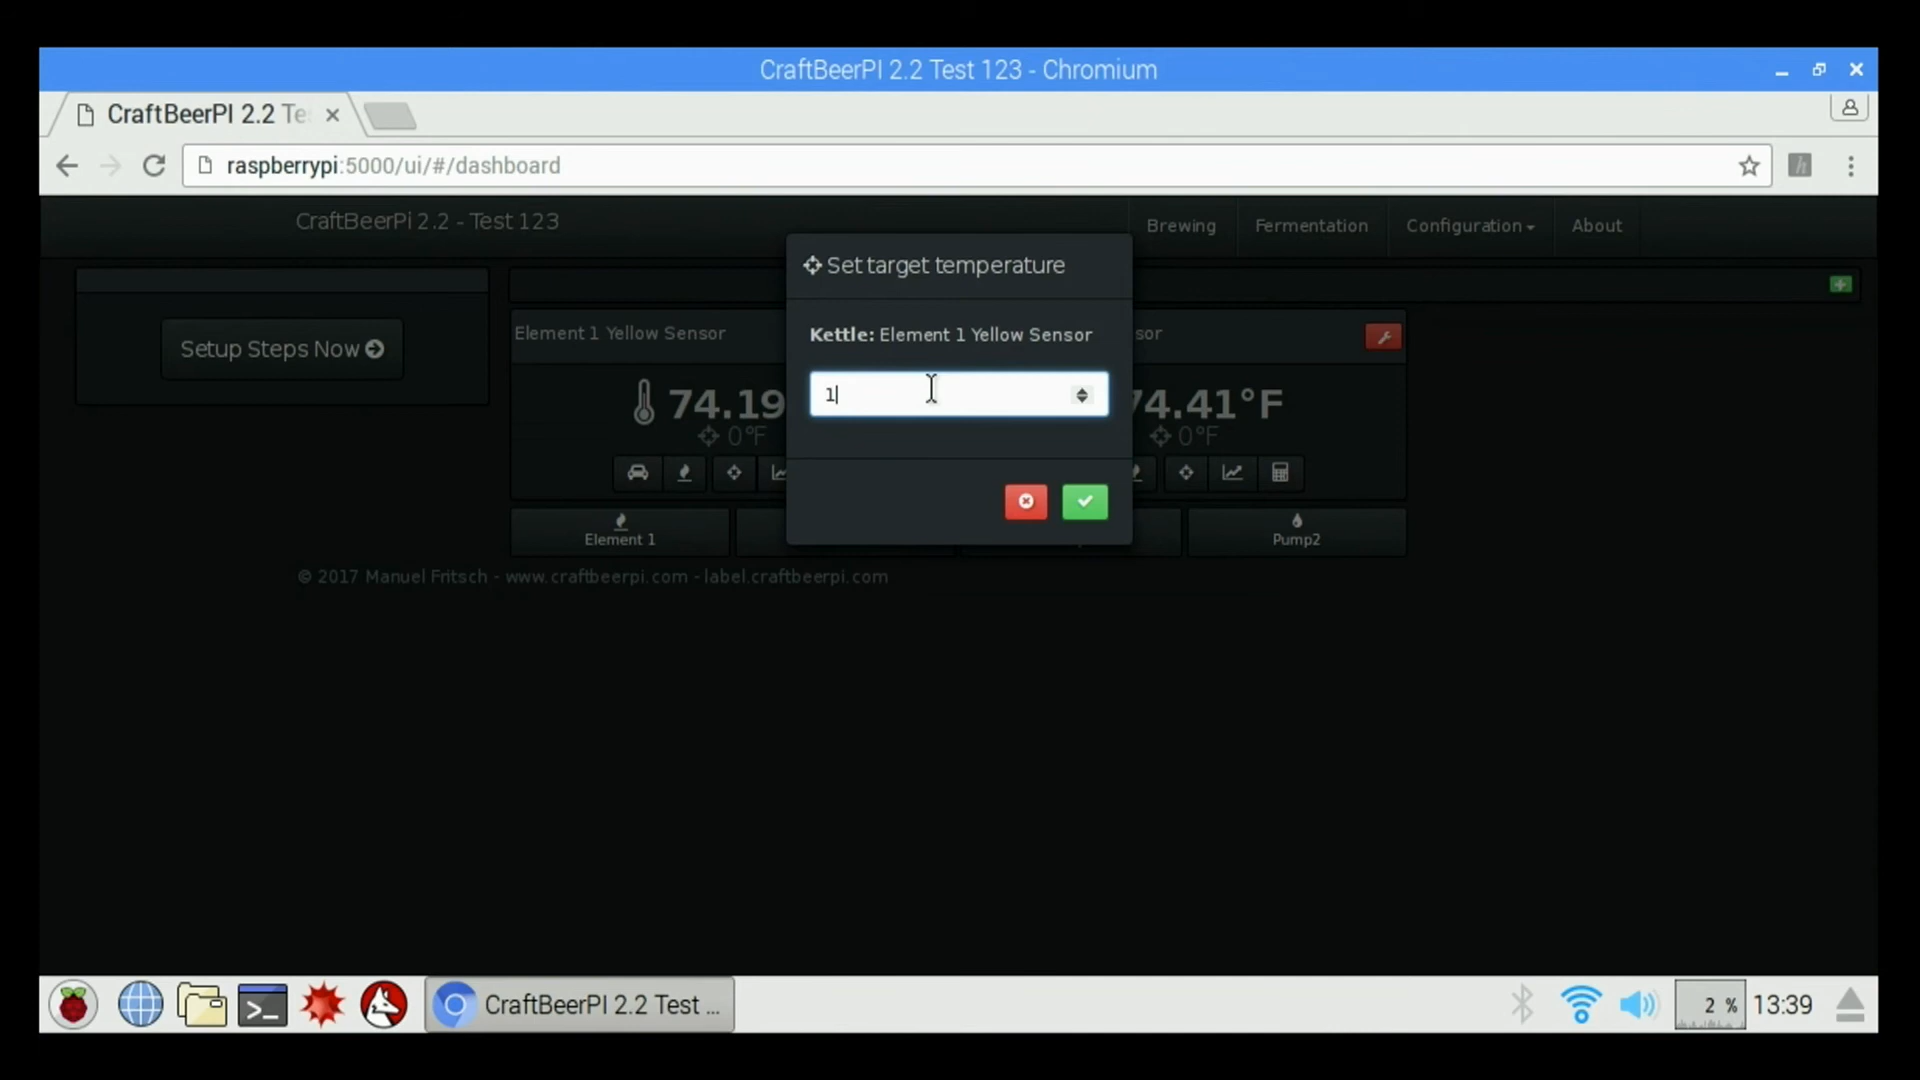 CraftBeerPI 2.2 Test 123 - Chromium
CraftBeerPI 2.2 Te
raspberrypi:5000/ui/#/dashboard
CraftBeerPi 2.2 - Test 123
Brewing
Fermentation
Configuration
About
Set target temperature
Setup Steps Now
Element 1 Yellow Sensor
Kettle: Element 1 Yellow Sensor
sor
1
74.19
74.41°F
0°F
0°F
Element 1
Pump2
© 2017 Manuel Fritsch - www.craftbeerpi.com - label.craftbeerpi.com
CraftBeerPI 2.2 Test ...
2 %
13:39